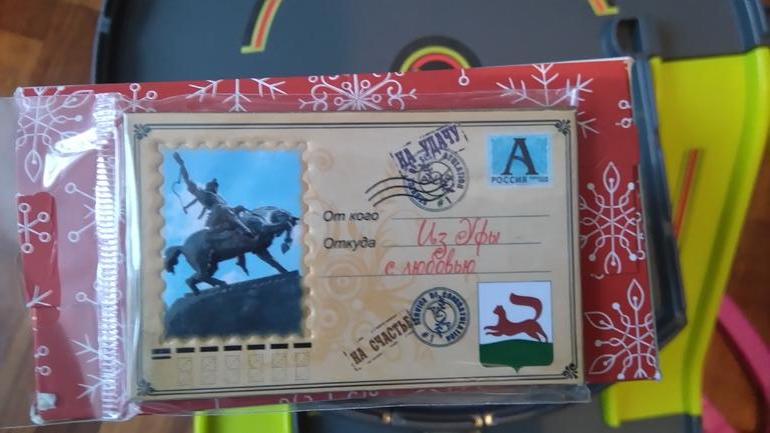 НА УДАЧУ
А
РОССИЯ
От кого
Откуда Из Уфы
с любовью
НА СЧАСТЬЕ